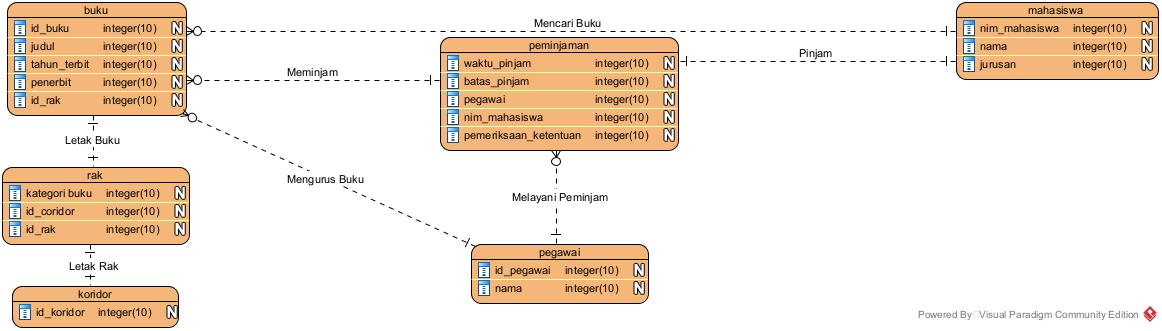 buku
id_buku integer(10) N
judul integer(10) N
tahun_terbit integer(10) N
penerbit integer(10) N
id_rak integer(10) N
Mencari Buku
mahasiswa
nim_mahasiswa integer(10) N
nama integer(10) N
jurusan integer(10) N
peminjaman
waktu_pinjam integer(10) N
batas_pinjam integer(10) N
pegawai integer(10) N
nim_mahasiswa integer(10) N
pemeriksaan_ketentuan integer(10) N
Pinjam
Meminjam
Letak Buku
rak
kategori buku integer(10) N
id_coridor integer(10) N
id_rak integer(10) N
Mengurus Buku
Melayani Peminjam
pegawai
id_pegawai integer(10) N
nama integer(10) N
Letak Rak
koridor
id_koridor integer(10) N
Powered By Visual Paradigm Community Edition